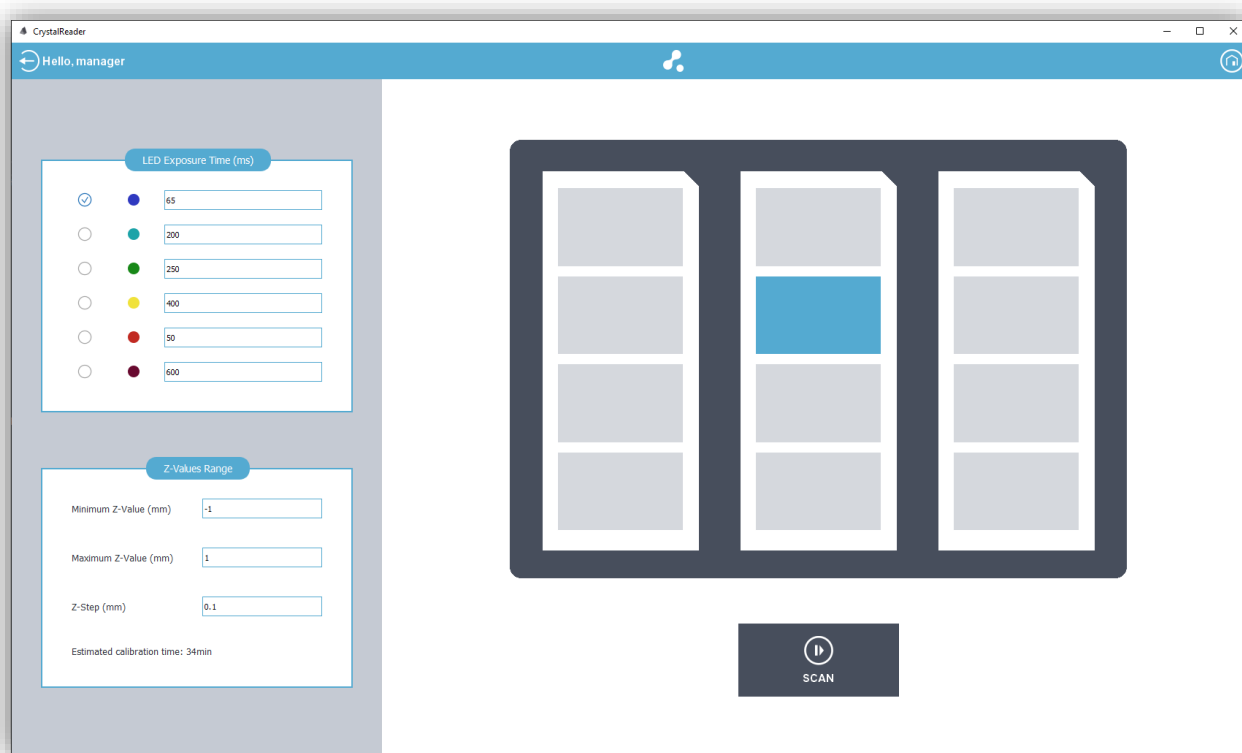 CrystalReader
Hello, manager
LED Exposure Time (ms)
65
200
250
400
50
600
Z-Values Range
Minimum Z-Value (mm) -1
Maximum Z-Value (mm) 1
Z-Step (mm) 0.1
Estimated calibration time: 34min
SCAN